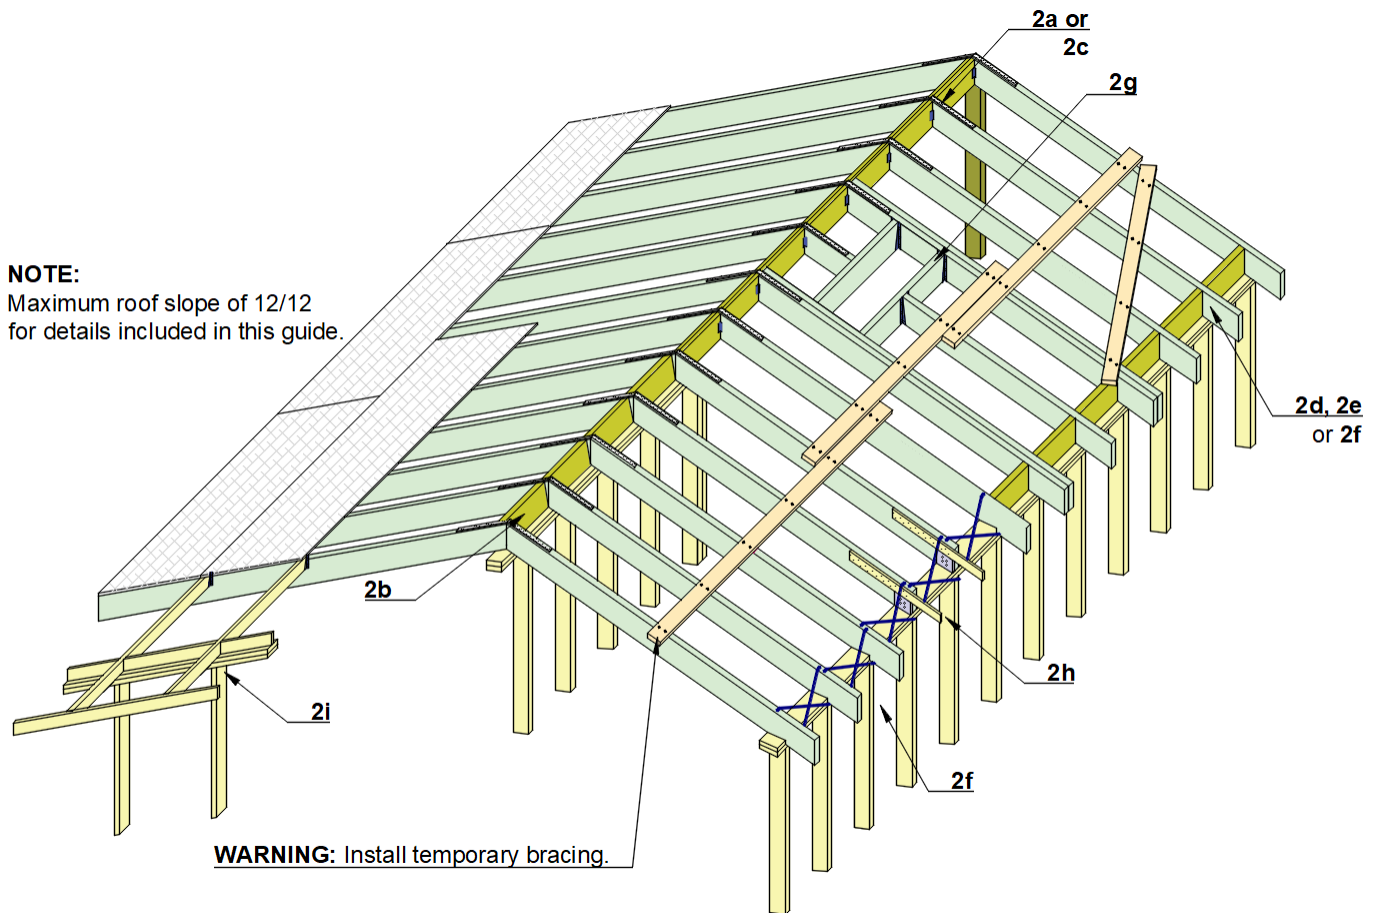 2a or
2c
2g
NOTE:
Maximum roof slope of 12/12
for details included in this guide.
2d, 2e
or 2f
2b
2h
2i
2f
WARNING: Install temporary bracing.